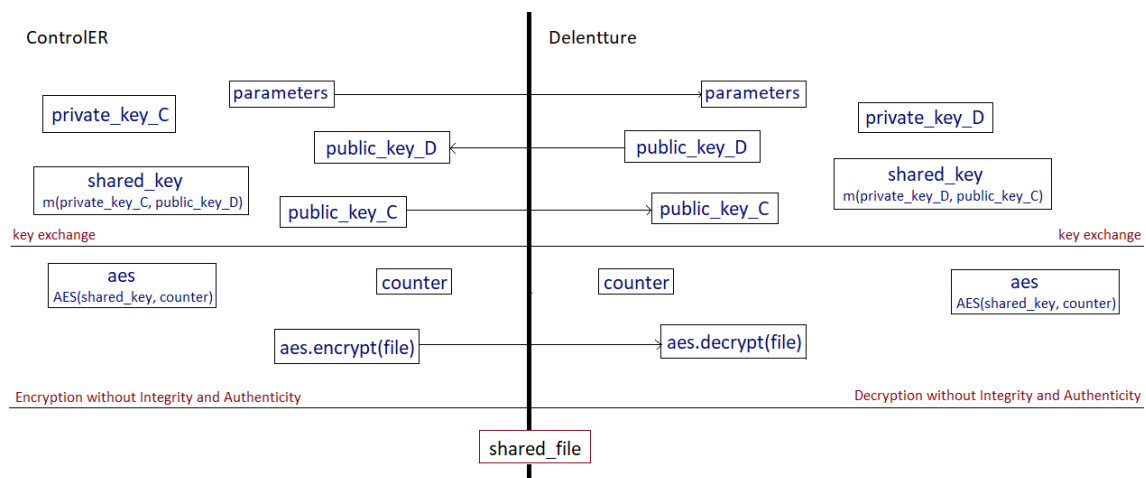 ControlER
Delentture
parameters
parameters
private_key_C
private_key_D
public_key_D
public_key_D
shared_key
m(private_key_C, public_key_D)
shared_key
m(private_key_D, public_key_C)
public_key_C
public_key_C
key exchange
key exchange
aes
AES(shared_key, counter)
counter
counter
aes
AES(shared_key, counter)
aes.encrypt(file)
aes.decrypt(file)
Encryption without Integrity and Authenticity
Decryption without Integrity and Authenticity
shared_file